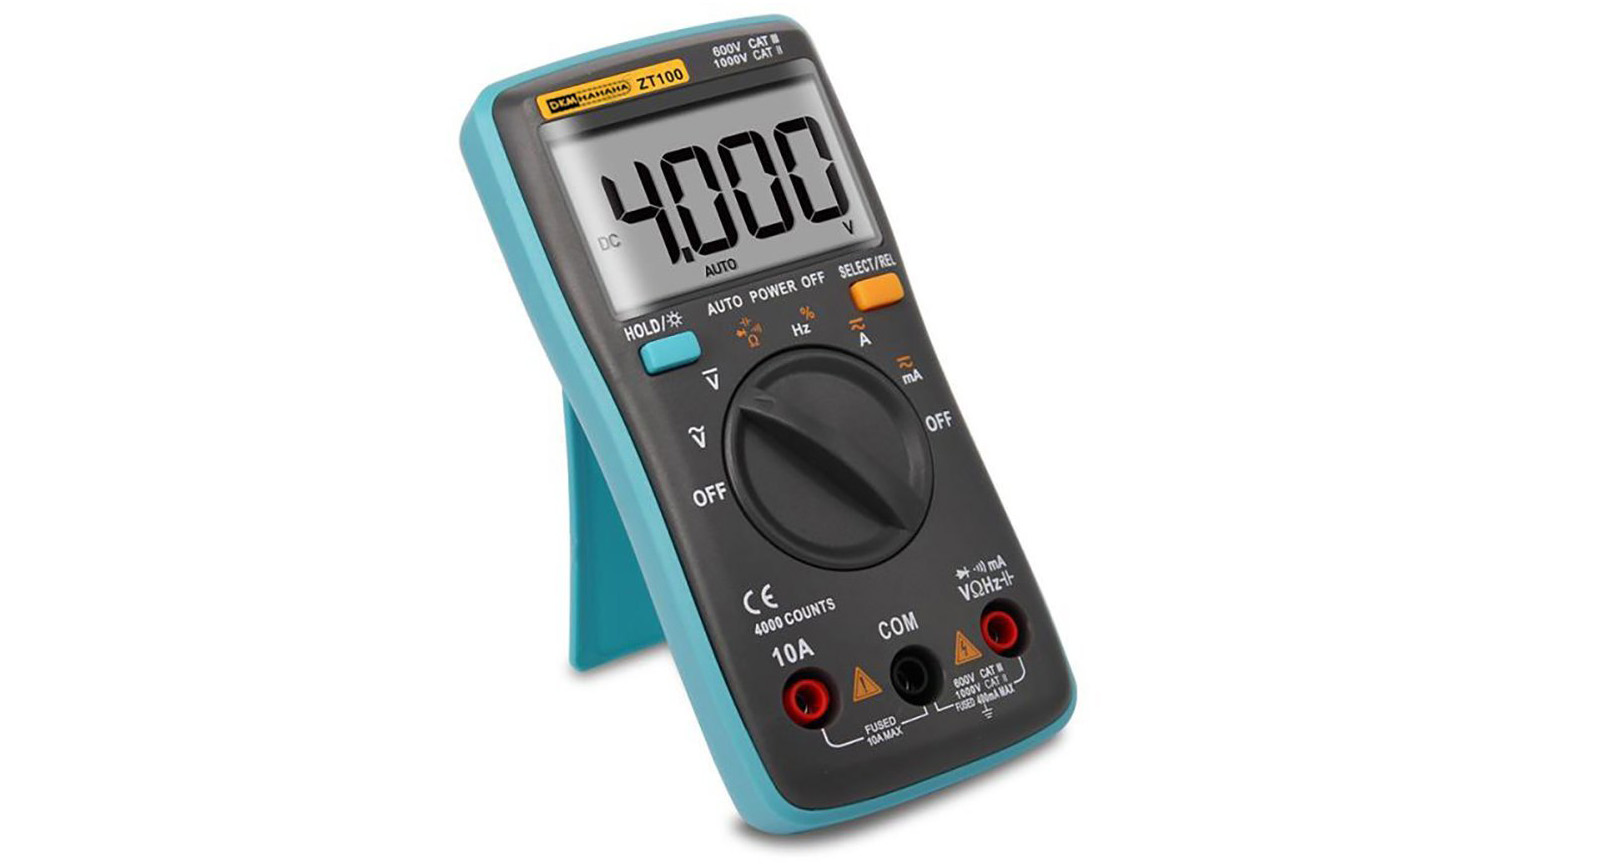 600V CAT III
1000V CAT II
DKM HAHAHA ZT100
4.000
DC
V
AUTO
AUTO POWER OFF
SELECT/REL
HOLD/☼
Ω
%
Hz
A
mA
V
V
OFF
OFF
CE
4000 COUNTS
10A
COM
mA
VΩHz
600V CAT III
1000V CAT II
FUSED 400mA MAX
FUSED
10A MAX